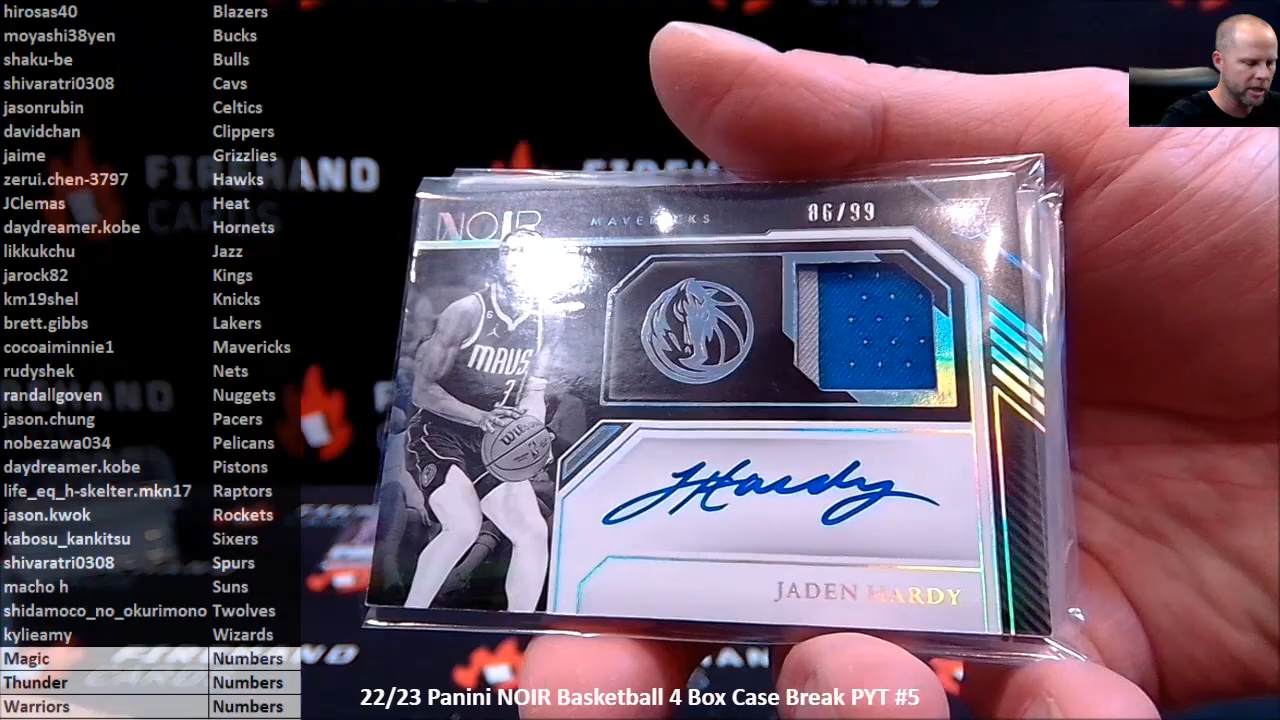 hirosas40 Blazers
moyashi38yen Bucks
shaku-be Bulls
shivaratri0308 Cavs
jasonrubin Celtics
davidchan Clippers
jaime Grizzlies
zerui.chen-3797 Hawks
JClemas Heat
daydreamer.kobe Hornets
likkukchu Jazz
jarock82 Kings
km19shel Knicks
brett.gibbs Lakers
cocoaiminnie1 Mavericks
rudyshek Nets
randallgoven Nuggets
jason.chung Pacers
nobezawa034 Pelicans
daydreamer.kobe Pistons
life_eq_h-skelter.mkn17 Raptors
jason.kwok Rockets
kabosu_kankitsu Sixers
shivaratri0308 Spurs
macho h Suns
shidamoco_no_okurimono Twolves
kylieamy Wizards
Magic Numbers
Thunder Numbers
Warriors Numbers
FIREHAND
CARDS
NOIR
MAVERICKS
86/99
MAVS
Wilson
J Hardy
JADEN HARDY
22/23 Panini NOIR Basketball 4 Box Case Break PYT #5